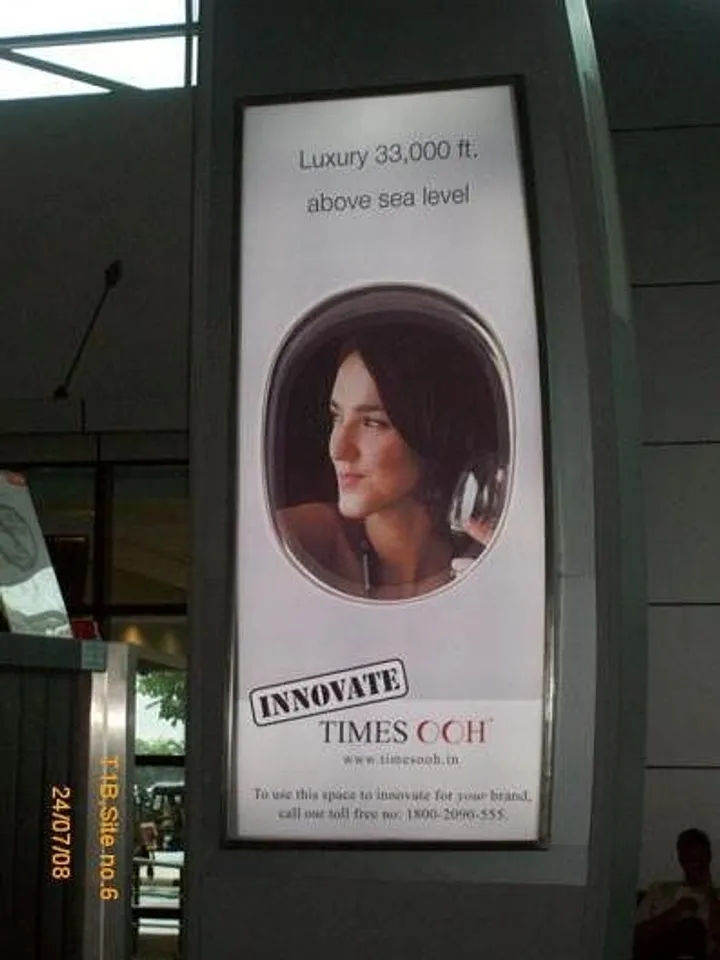 Luxury 33,000 ft.
above sea level
INNOVATE
TIMES OOH
www.timesooh.in
To use this space to innovate for your brand,
call our toll free no: 1800-2096-555.
T1B,Site no.6
24/07/08